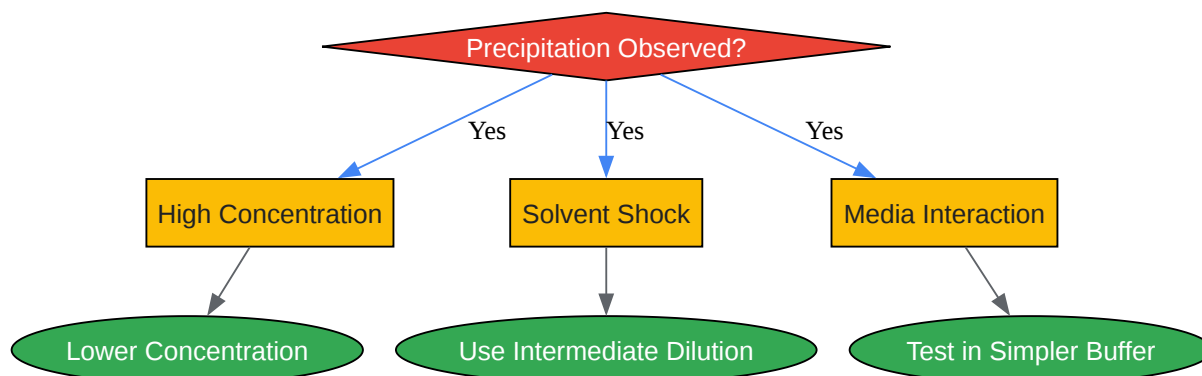 Precipitation Observed?
Yes
Yes
Yes
High Concentration
Solvent Shock
Media Interaction
Lower Concentration
Use Intermediate Dilution
Test in Simpler Buffer